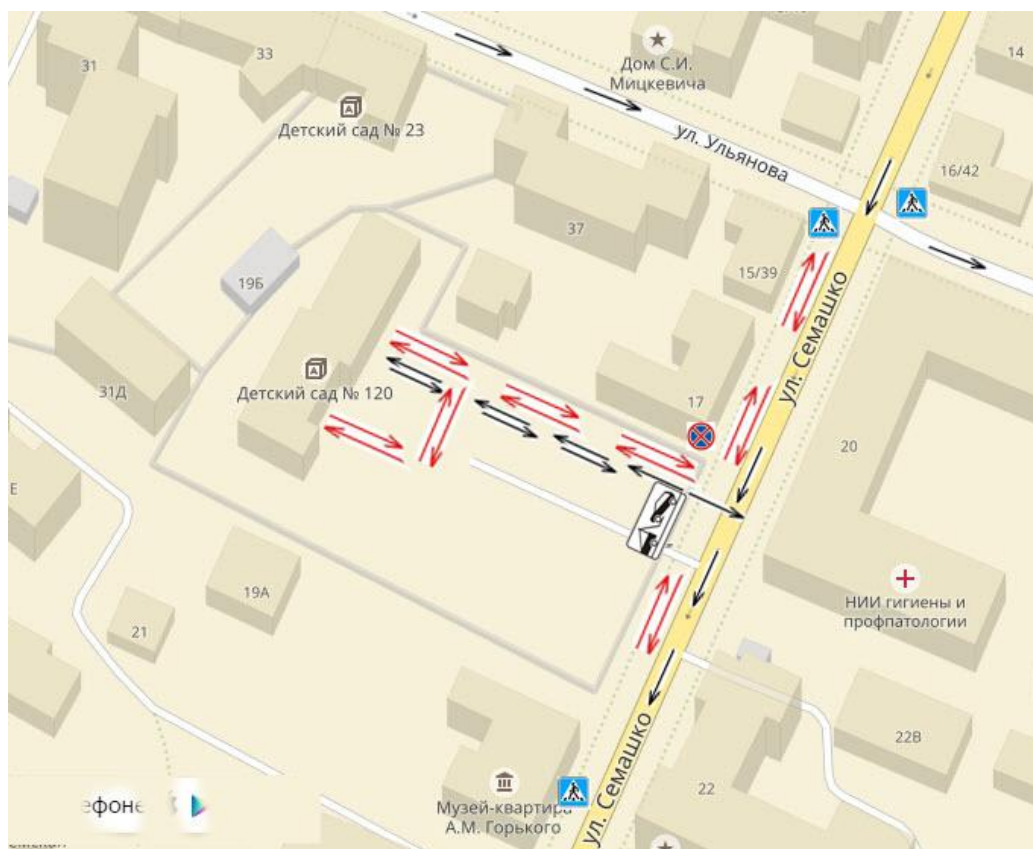 33
31
Детский сад № 23
Дом С.И.
Мицкевича
14
ул. Ульянова
16/42
37
19Б
15/39
ул. Семашко
31Д
Детский сад № 120
17
20
Е
19А
НИИ гигиены и
профпатологии
21
22В
Музей-квартира
А.М. Горького
ул. Семашко
22
ефоне